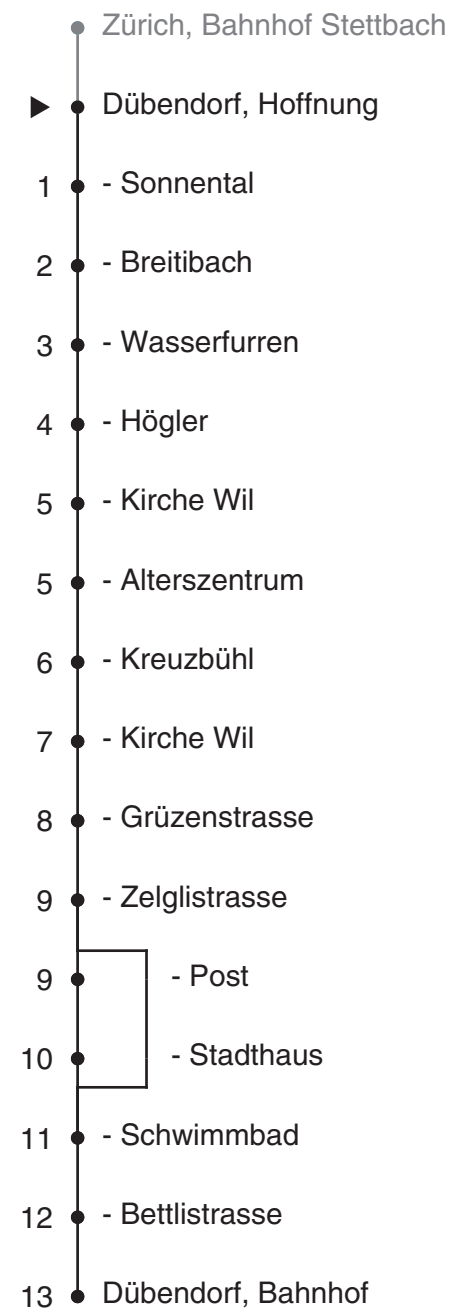 Zürich, Bahnhof Stettbach
Dübendorf, Hoffnung
1 - Sonnental
2 - Breitibach
3 - Wasserfurren
4 - Högler
5 - Kirche Wil
5 - Alterszentrum
6 - Kreuzbühl
7 - Kirche Wil
8 - Grüzenstrasse
9 - Zelglistrasse
9 - Post
10 - Stadthaus
11 - Schwimmbad
12 - Bettlistrasse
13 Dübendorf, Bahnhof